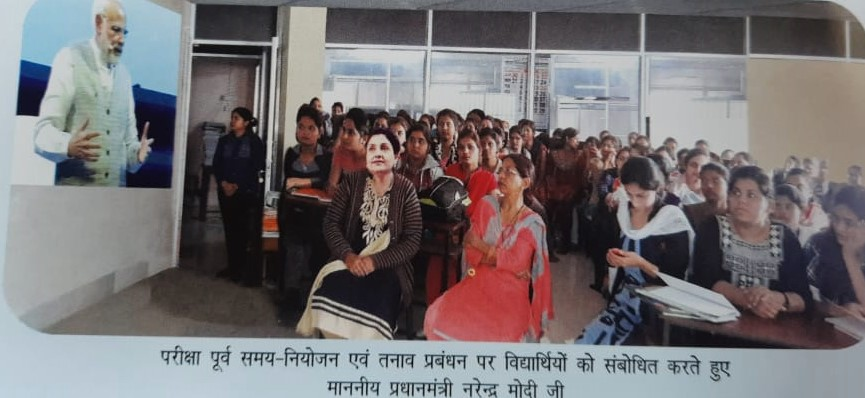 परीक्षा पूर्व समय-नियोजन एवं तनाव प्रबंधन पर विद्यार्थियों को संबोधित करते हुए
माननीय प्रधानमंत्री नरेन्द्र मोदी जी